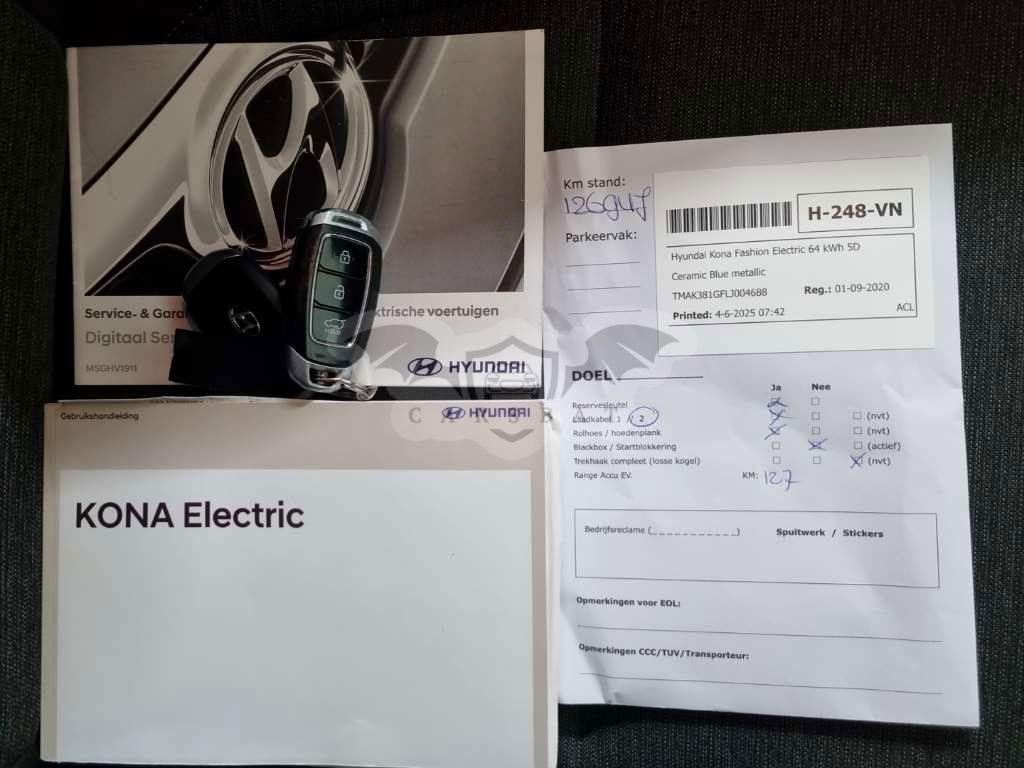 Service- & Gara
ktrische voertuigen
Digitaal Ser
MSGHV1911
HYUNDAI
HOLD
Gebruikshandleiding
HYUNDAI
KONA Electric
CARSBAT
Km stand:
Parkeervak:
H-248-VN
Hyundai Kona Fashion Electric 64 kWh 5D
Ceramic Blue metallic
TMAK381GFLJ004688
Reg.: 01-09-2020
Printed: 4-6-2025 07:42
ACL
DOEL
Ja Nee
Reservesleutel
Laadkabel: 1 / 2 (nvt)
Rolhoes / hoedenplank (nvt)
Blackbox / Startblokkering (actief)
Trekhaak compleet (losse kogel) (nvt)
Range Accu EV. KM: 127
Bedrijfsreclame (_ _ _ _ _ _ _ _ _ _ _) Spuitwerk / Stickers
Opmerkingen voor EOL:
Opmerkingen CCC/TUV/Transporteur: